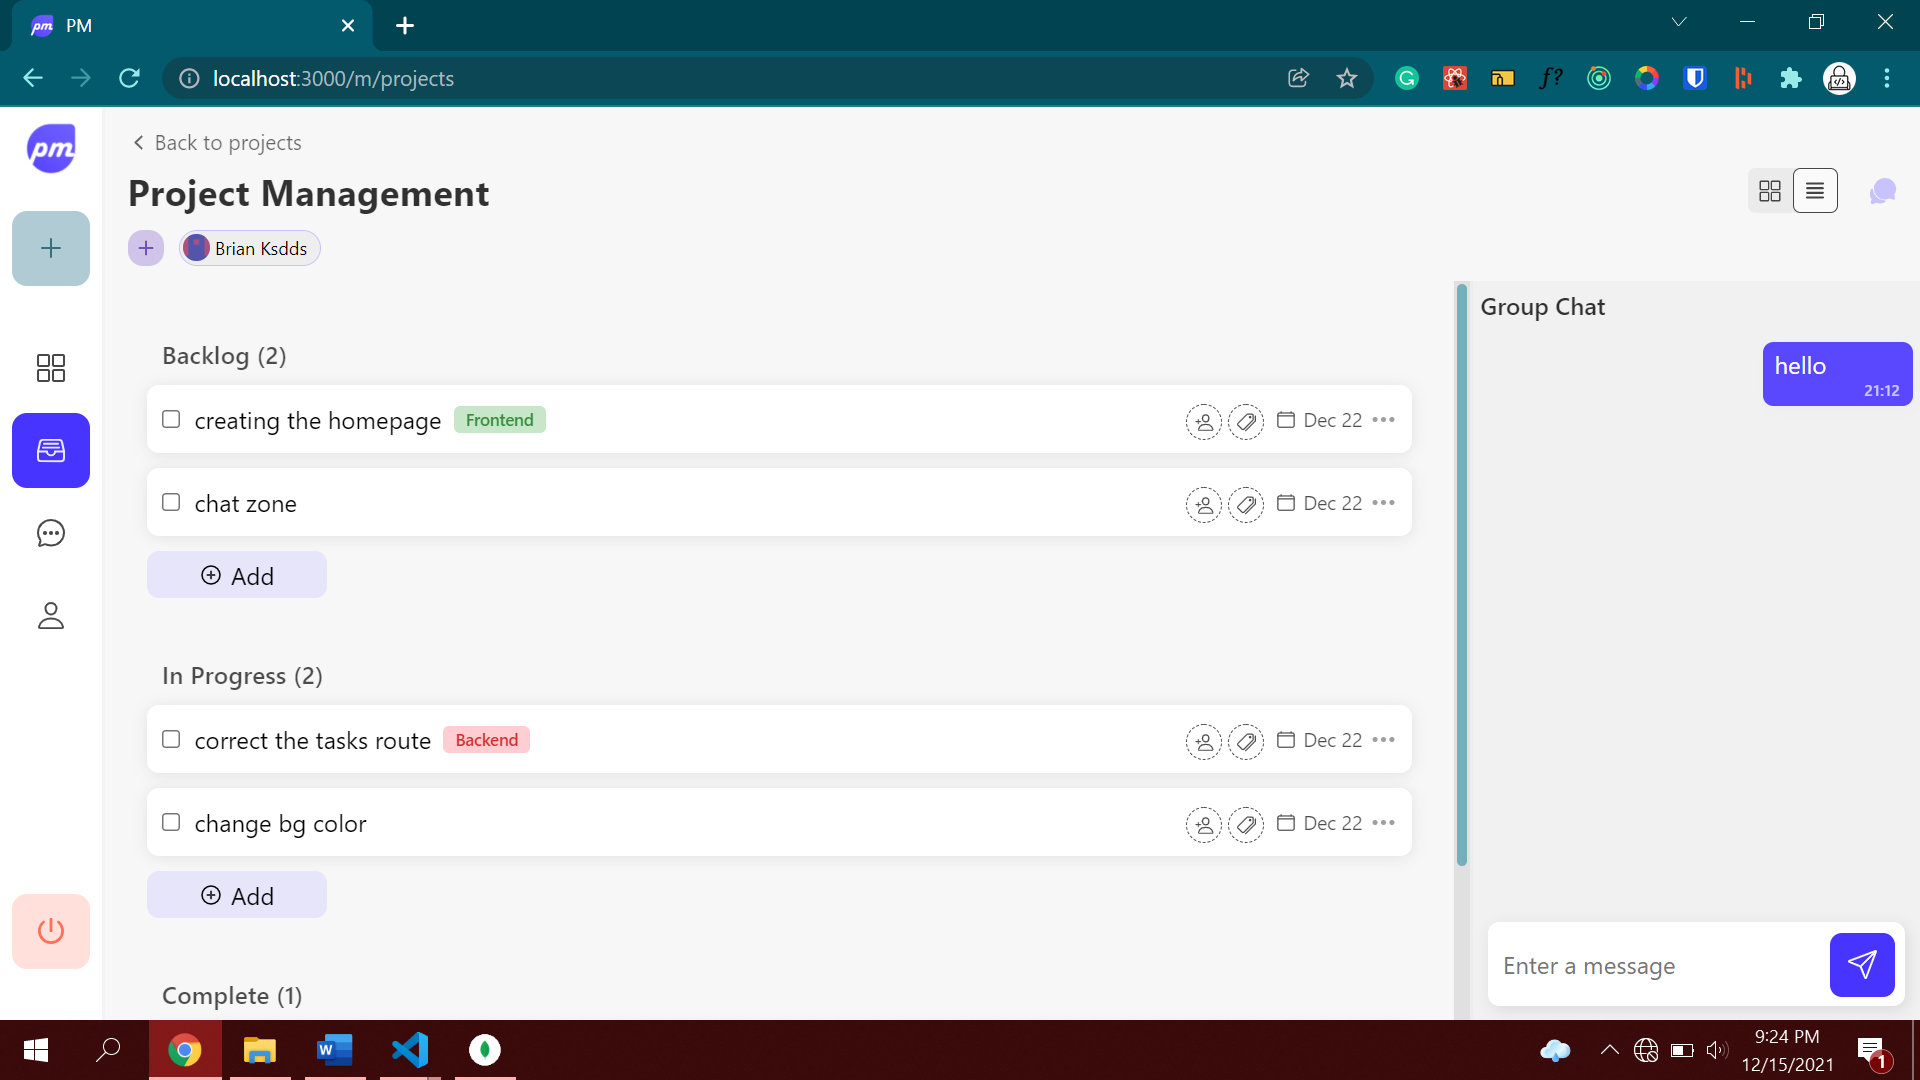 pm PM
localhost:3000/m/projects
pm
Back to projects
Project Management
Brian Ksdds
Group Chat
hello
21:12
Backlog (2)
creating the homepage Frontend Dec 22
chat zone Dec 22
Add
In Progress (2)
correct the tasks route Backend Dec 22
change bg color Dec 22
Add
Complete (1)
Enter a message
9:24 PM
12/15/2021
1